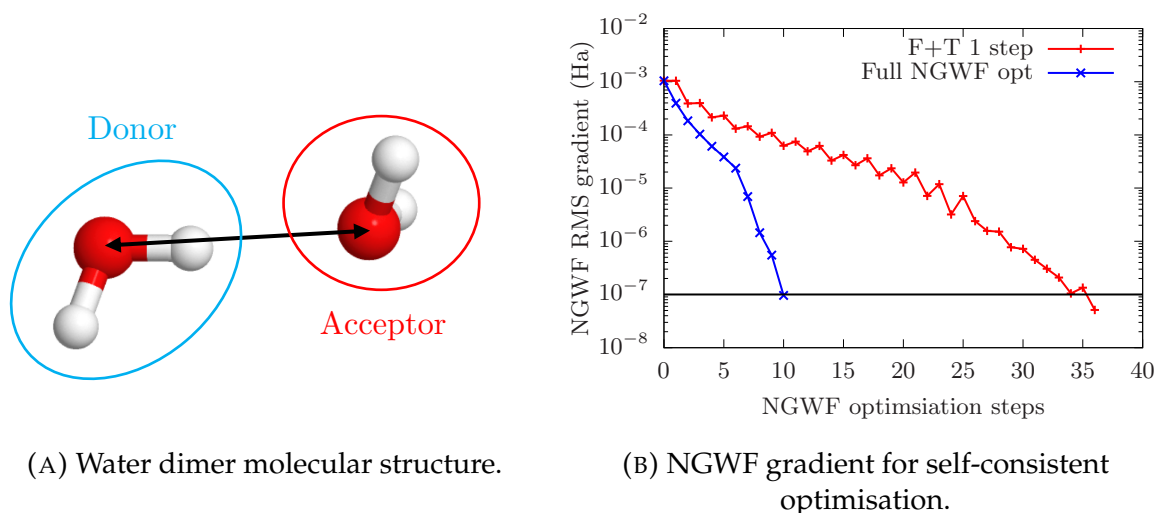 Donor
Acceptor
10^-2
10^-3
10^-4
10^-5
10^-6
10^-7
10^-8
NGWF RMS gradient (Ha)
F+T 1 step
Full NGWF opt
0 5 10 15 20 25 30 35 40
NGWF optimsiation steps
(A) Water dimer molecular structure.
(B) NGWF gradient for self-consistent
optimisation.